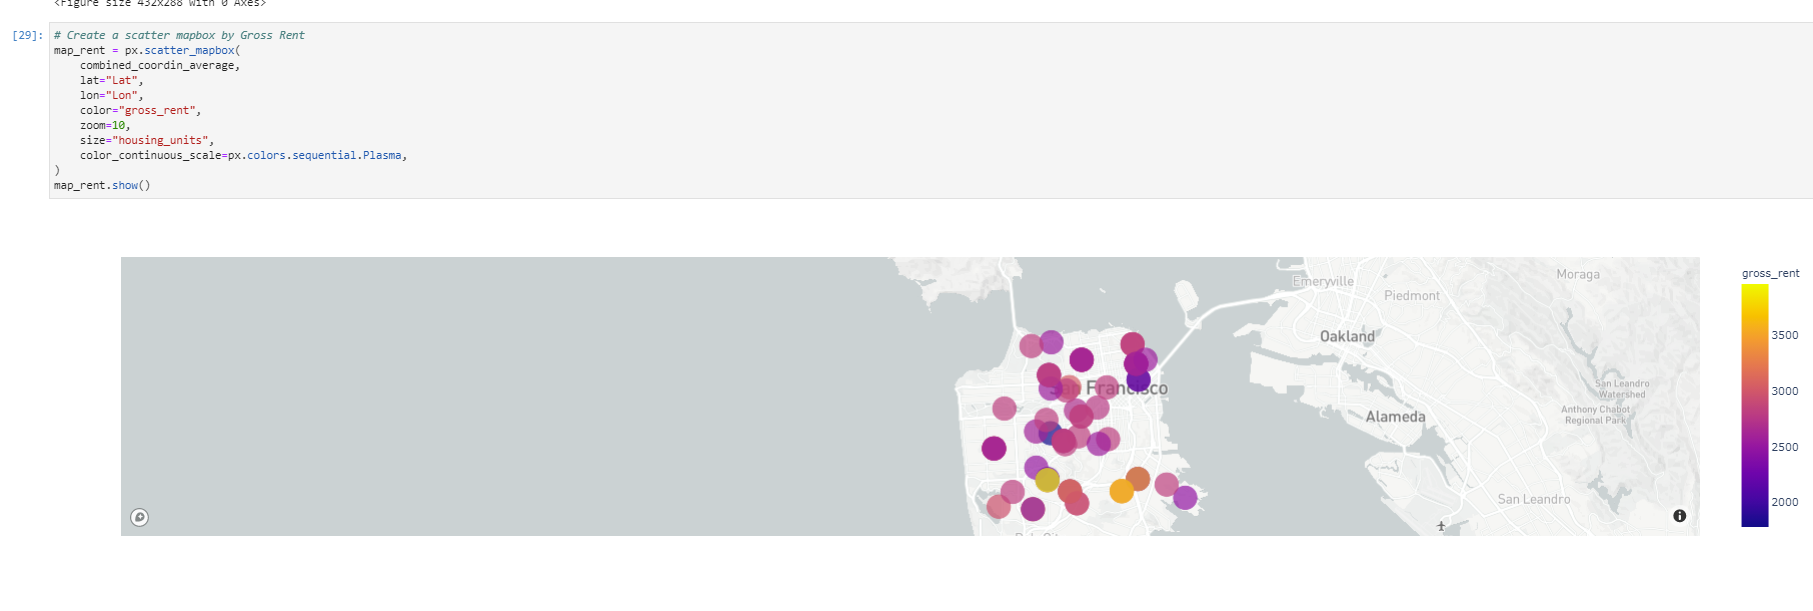 <Figure size 432x288 with 0 Axes>
[29]: # Create a scatter mapbox by Gross Rent
map_rent = px.scatter_mapbox(
    combined_coordin_average,
    lat="Lat",
    lon="Lon",
    color="gross_rent",
    zoom=10,
    size="housing_units",
    color_continuous_scale=px.colors.sequential.Plasma,
)
map_rent.show()
gross_rent
3500
3000
2500
2000
Emeryville
Piedmont
Moraga
Oakland
San Francisco
Alameda
San Leandro
Watershed
Anthony Chabot
Regional Park
San Leandro